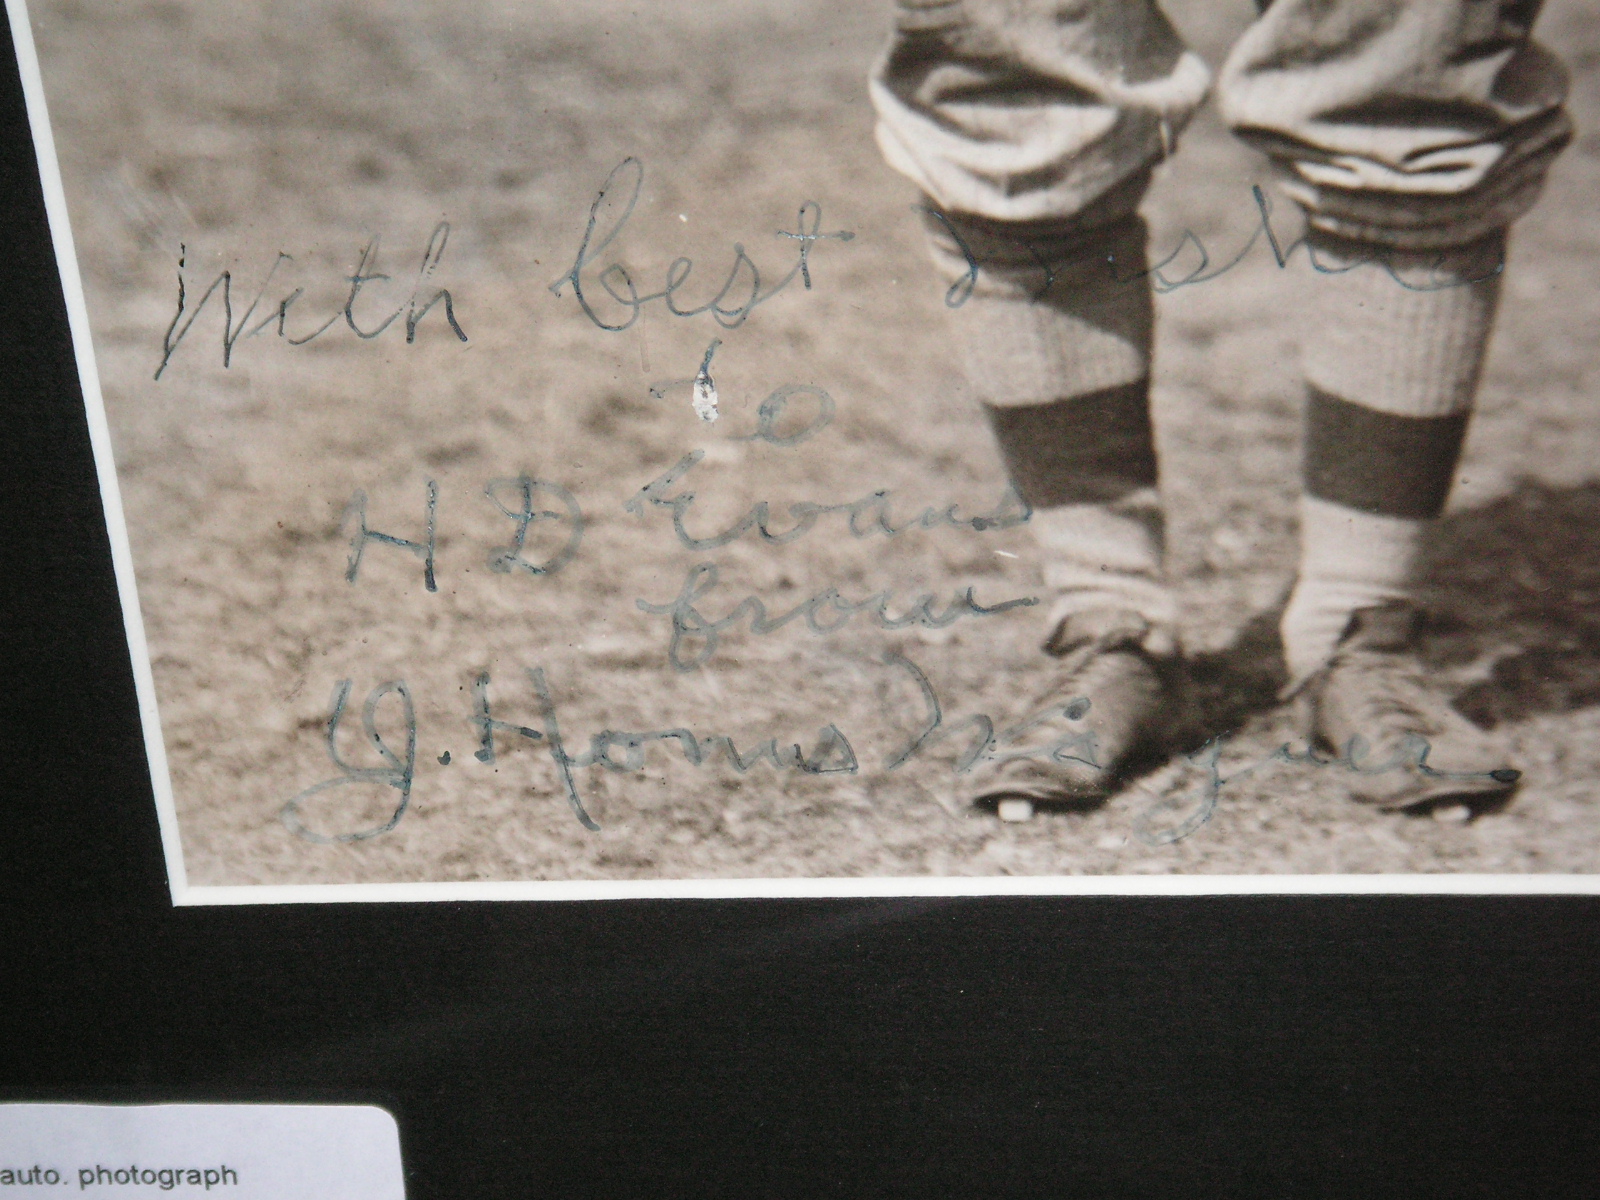 With best wishes
to
H D Evans
from
J. Honus Wagner
auto. photograph